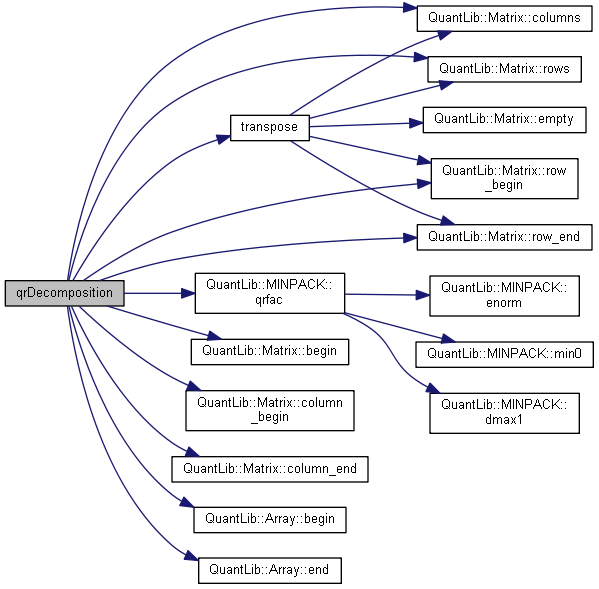 QuantLib::Matrix::columns
QuantLib::Matrix::rows
QuantLib::Matrix::empty
transpose
QuantLib::Matrix::row
_begin
QuantLib::Matrix::row_end
qrDecomposition
QuantLib::MINPACK::
qrfac
QuantLib::MINPACK::
enorm
QuantLib::Matrix::begin
QuantLib::MINPACK::min0
QuantLib::Matrix::column
_begin
QuantLib::MINPACK::
dmax1
QuantLib::Matrix::column_end
QuantLib::Array::begin
QuantLib::Array::end